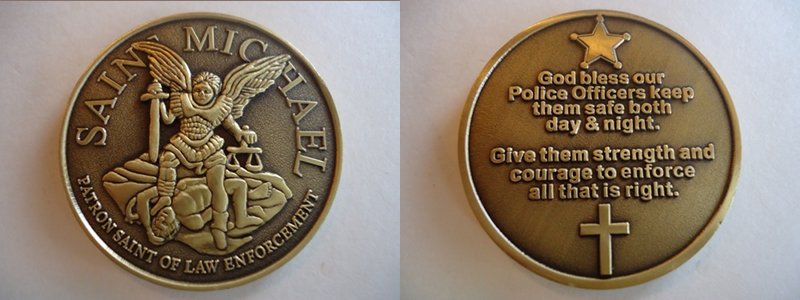 SAINT MICHAEL
PATRON SAINT OF LAW ENFORCEMENT
God bless our
Police Officers keep
them safe both
day & night.
Give them strength and
courage to enforce
all that is right.